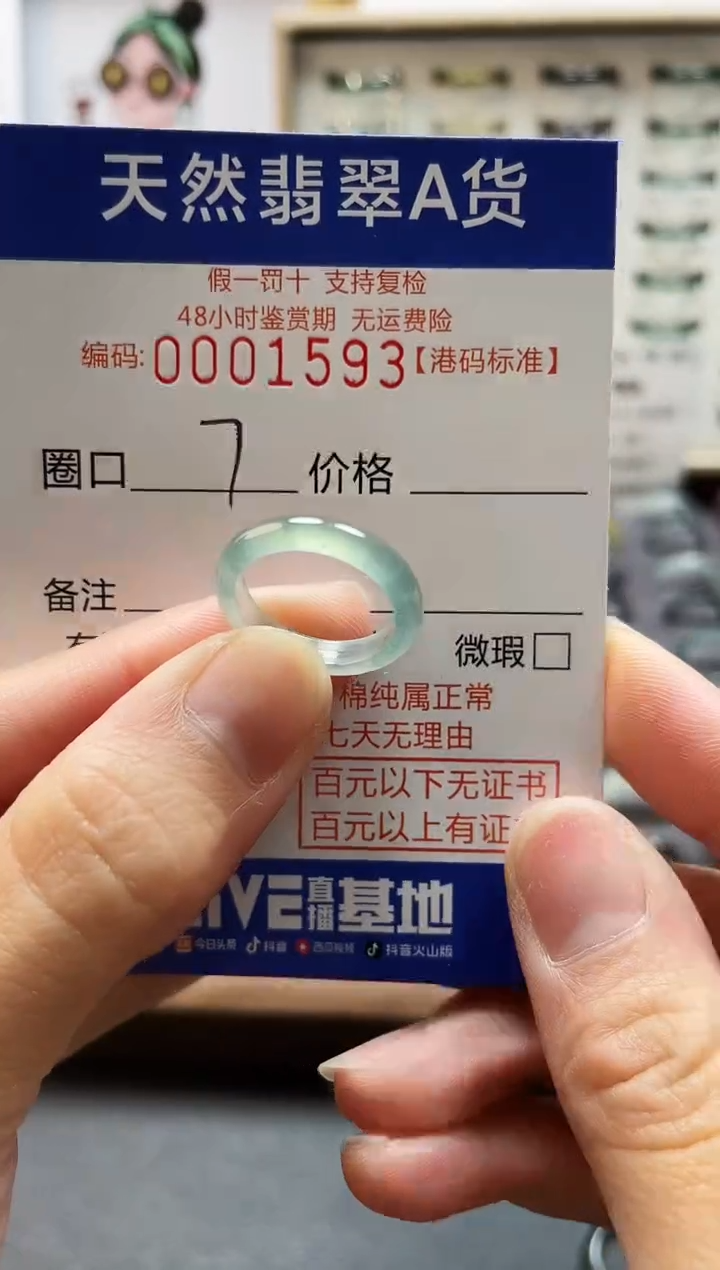 天然翡翠A货
假一罚十 支持复检
48小时鉴赏期 无运费险
编码: 0001593【港码标准】
圈口 7 价格
备注
微瑕□
棉纯属正常
七天无理由
百元以下无证书
百元以上有证
LIVE直播基地
今日头条 抖音 西瓜视频 抖音火山版